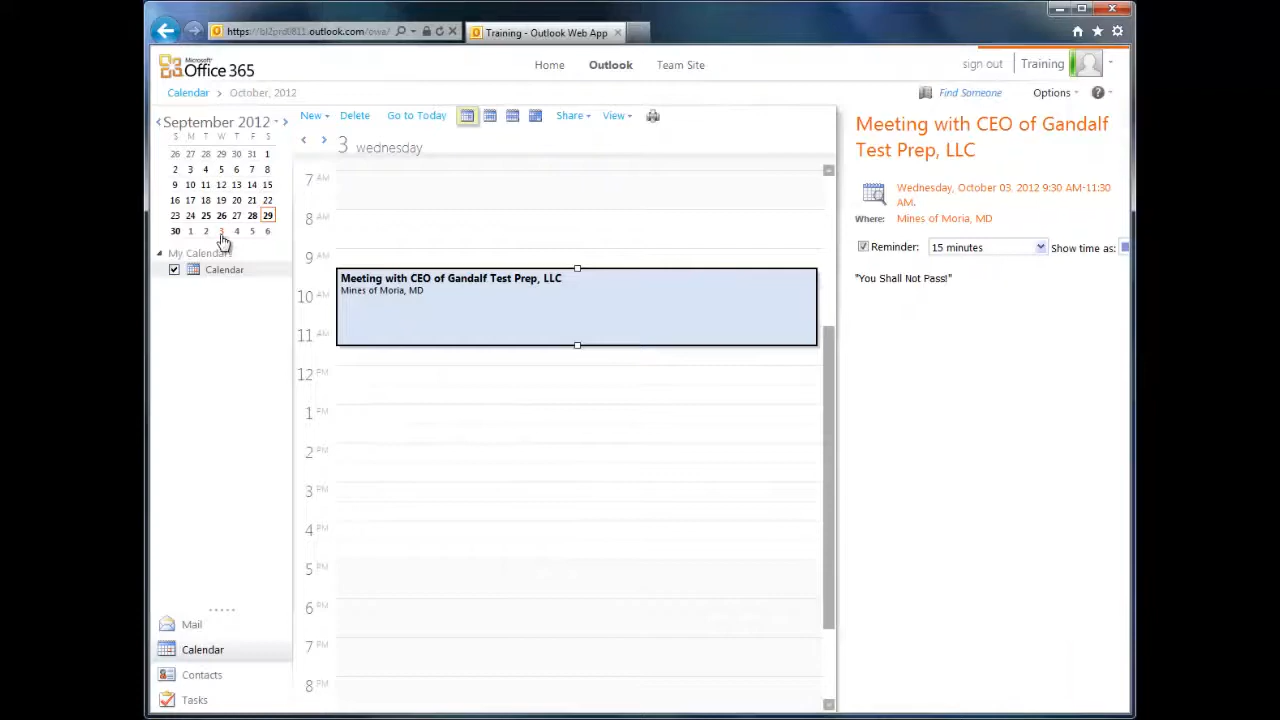 https://bl2prd0811.outlook.com/owa/
Training - Outlook Web App
Microsoft
Office 365
Home
Outlook
Team Site
sign out
Training
Calendar > October, 2012
Find Someone
Options
September 2012
S M T W T F S
26 27 28 29 30 31 1
2 3 4 5 6 7 8
9 10 11 12 13 14 15
16 17 18 19 20 21 22
23 24 25 26 27 28 29
30 1 2 3 4 5 6
My Calendars
Calendar
New
Delete
Go to Today
Share
View
3 wednesday
7 AM
8 AM
9 AM
10 AM
11 AM
12 PM
1 PM
2 PM
3 PM
4 PM
5 PM
6 PM
7 PM
8 PM
Meeting with CEO of Gandalf Test Prep, LLC
Mines of Moria, MD
Meeting with CEO of Gandalf
Test Prep, LLC
Wednesday, October 03. 2012 9:30 AM-11:30
AM.
Where: Mines of Moria, MD
Reminder: 15 minutes Show time as:
"You Shall Not Pass!"
Mail
Calendar
Contacts
Tasks